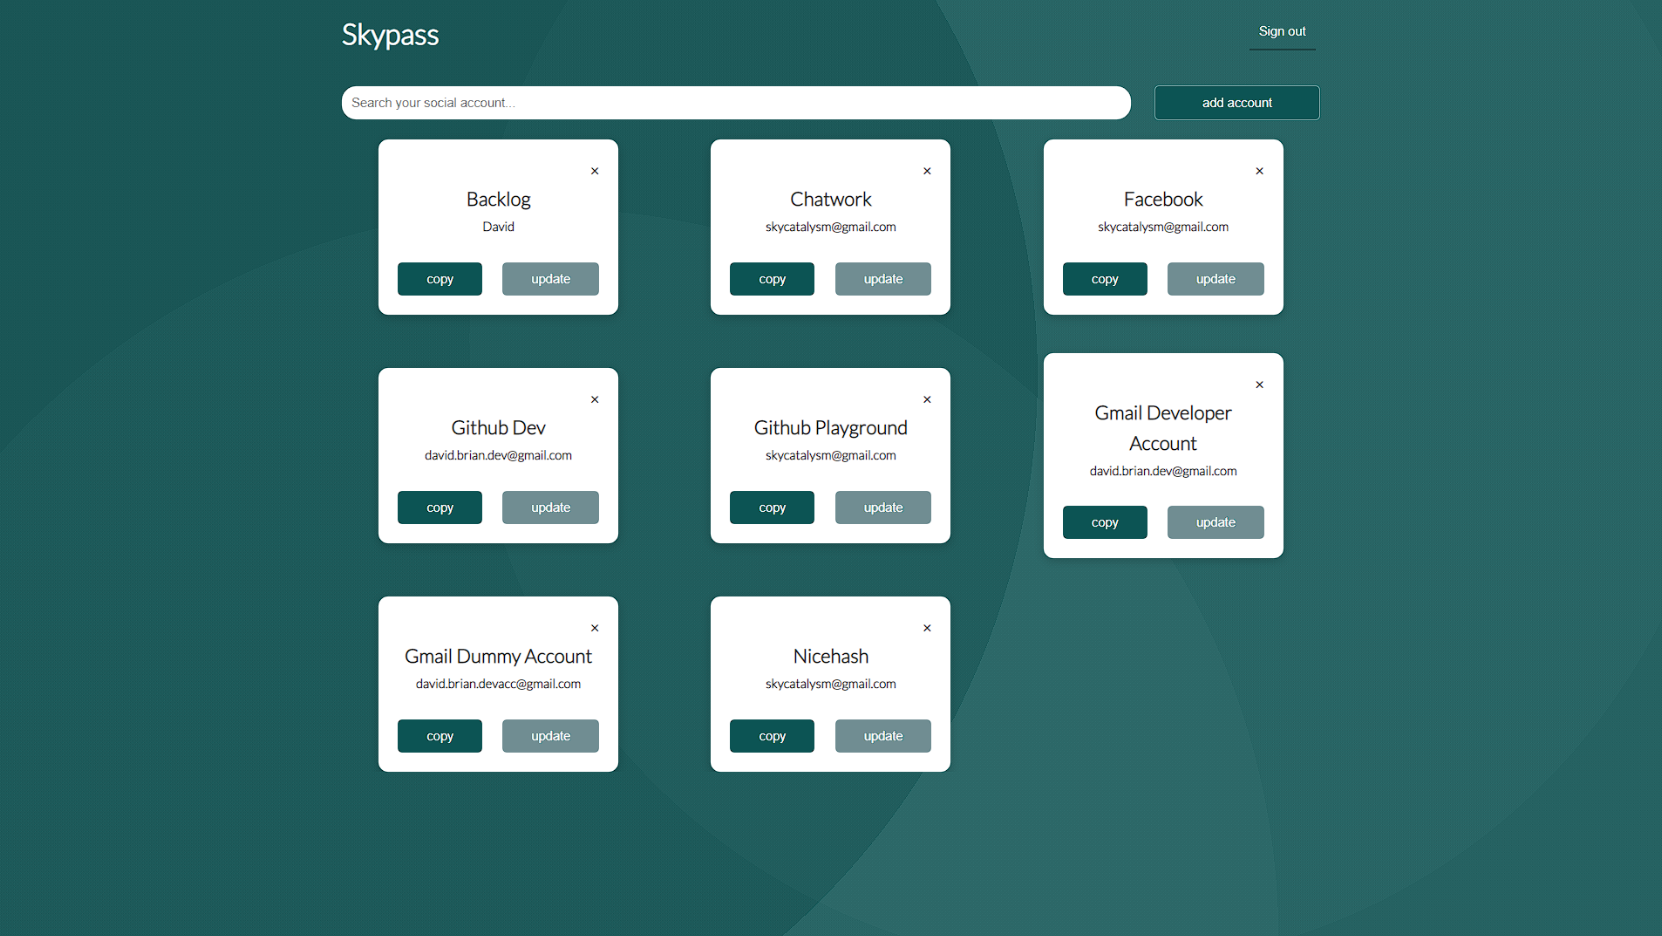 Skypass
Sign out
Search your social account...
add account
×
Backlog
David
copy update
×
Chatwork
skycatalysm@gmail.com
copy update
×
Facebook
skycatalysm@gmail.com
copy update
×
Github Dev
david.brian.dev@gmail.com
copy update
×
Github Playground
skycatalysm@gmail.com
copy update
×
Gmail Developer
Account
david.brian.dev@gmail.com
copy update
×
Gmail Dummy Account
david.brian.devacc@gmail.com
copy update
×
Nicehash
skycatalysm@gmail.com
copy update